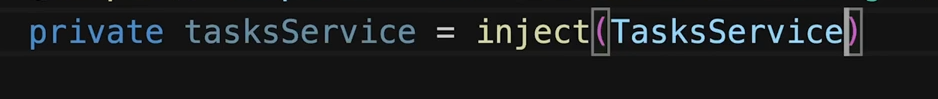 private tasksService = inject(TasksService)